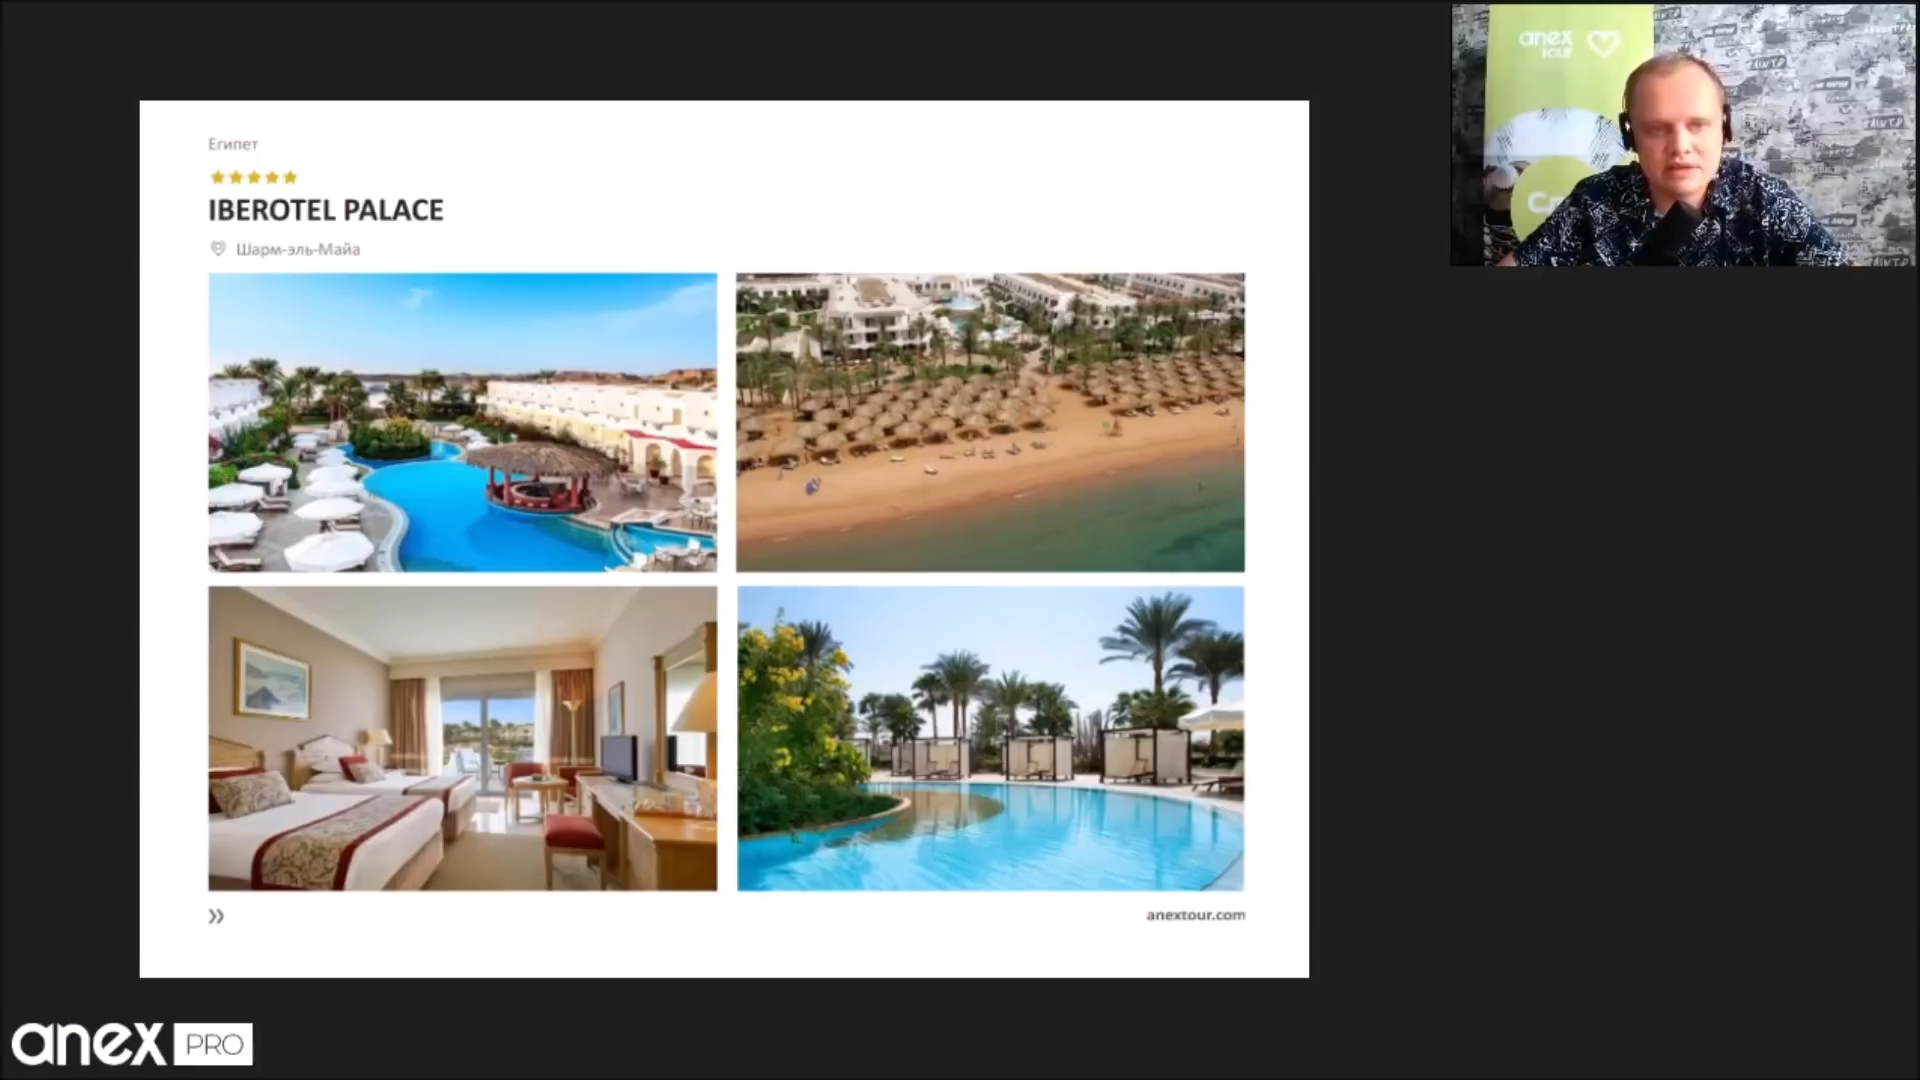 Египет
IBEROTEL PALACE
Шарм-эль-Майа
anextour.com
anex PRO
anex
tour